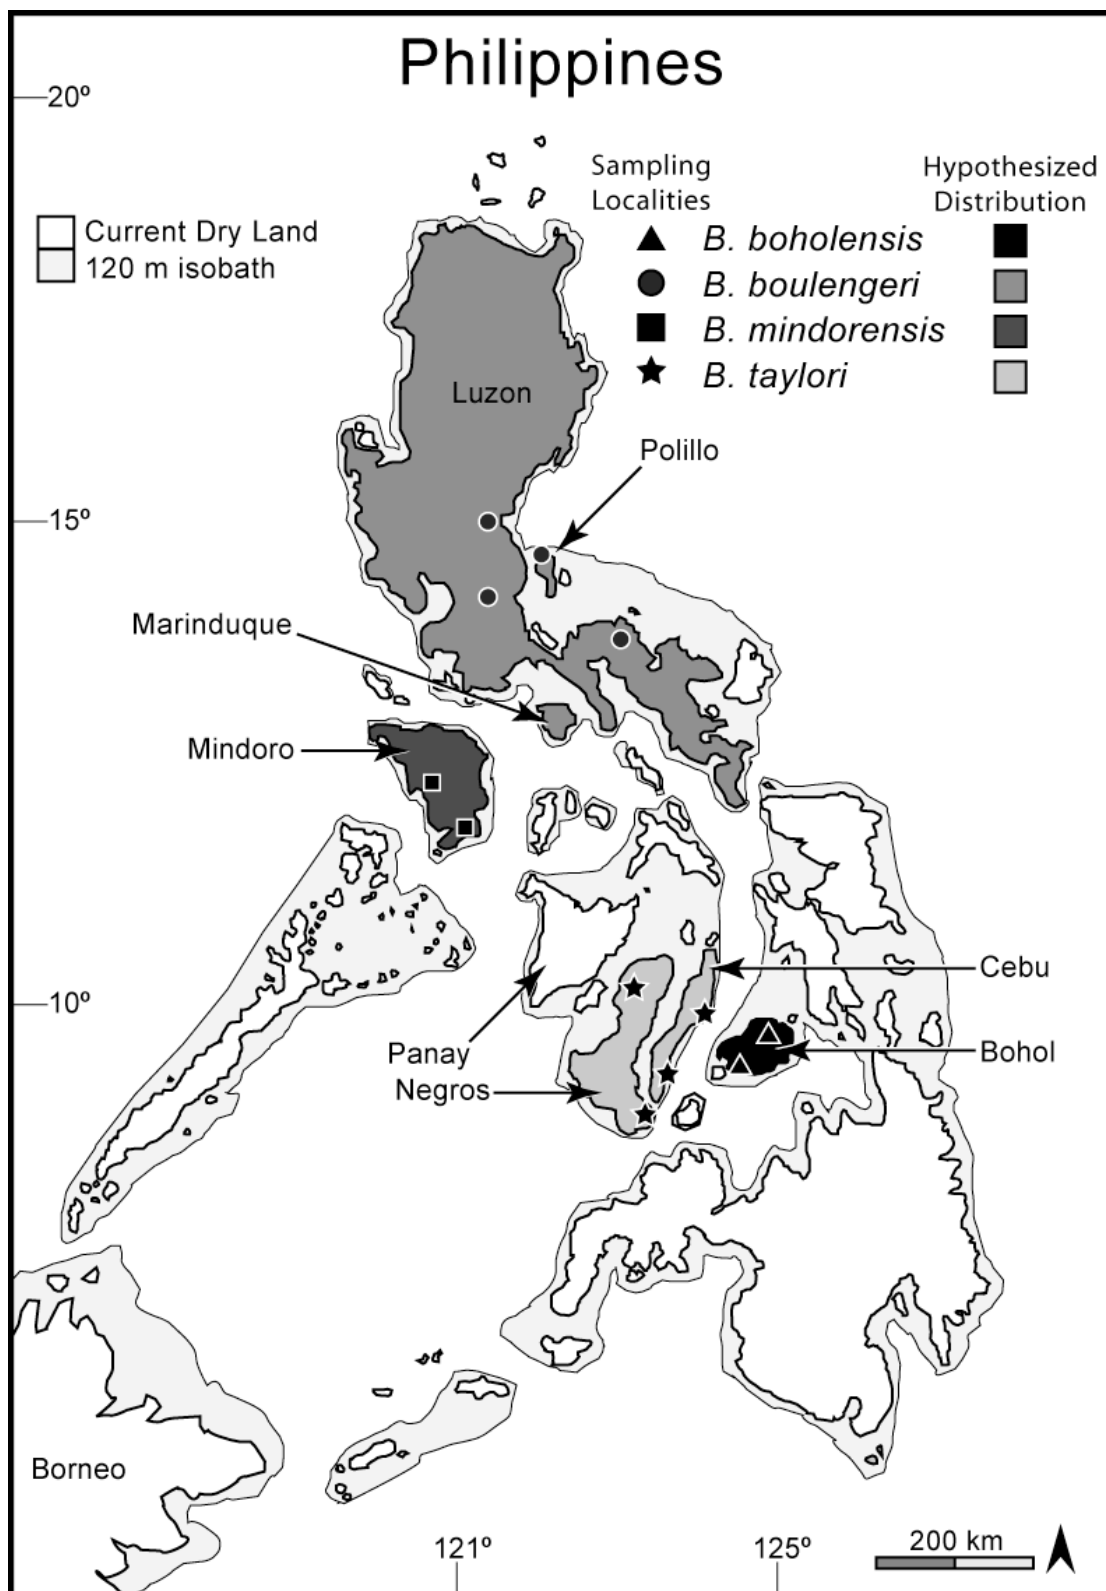 Philippines
20º
Sampling
Localities
Hypothesized
Distribution
Current Dry Land
120 m isobath
B. boholensis
B. boulengeri
B. mindorensis
B. taylori
Luzon
Polillo
15º
Marinduque
Mindoro
Cebu
10º
Bohol
Panay
Negros
Borneo
121º
125º
200 km